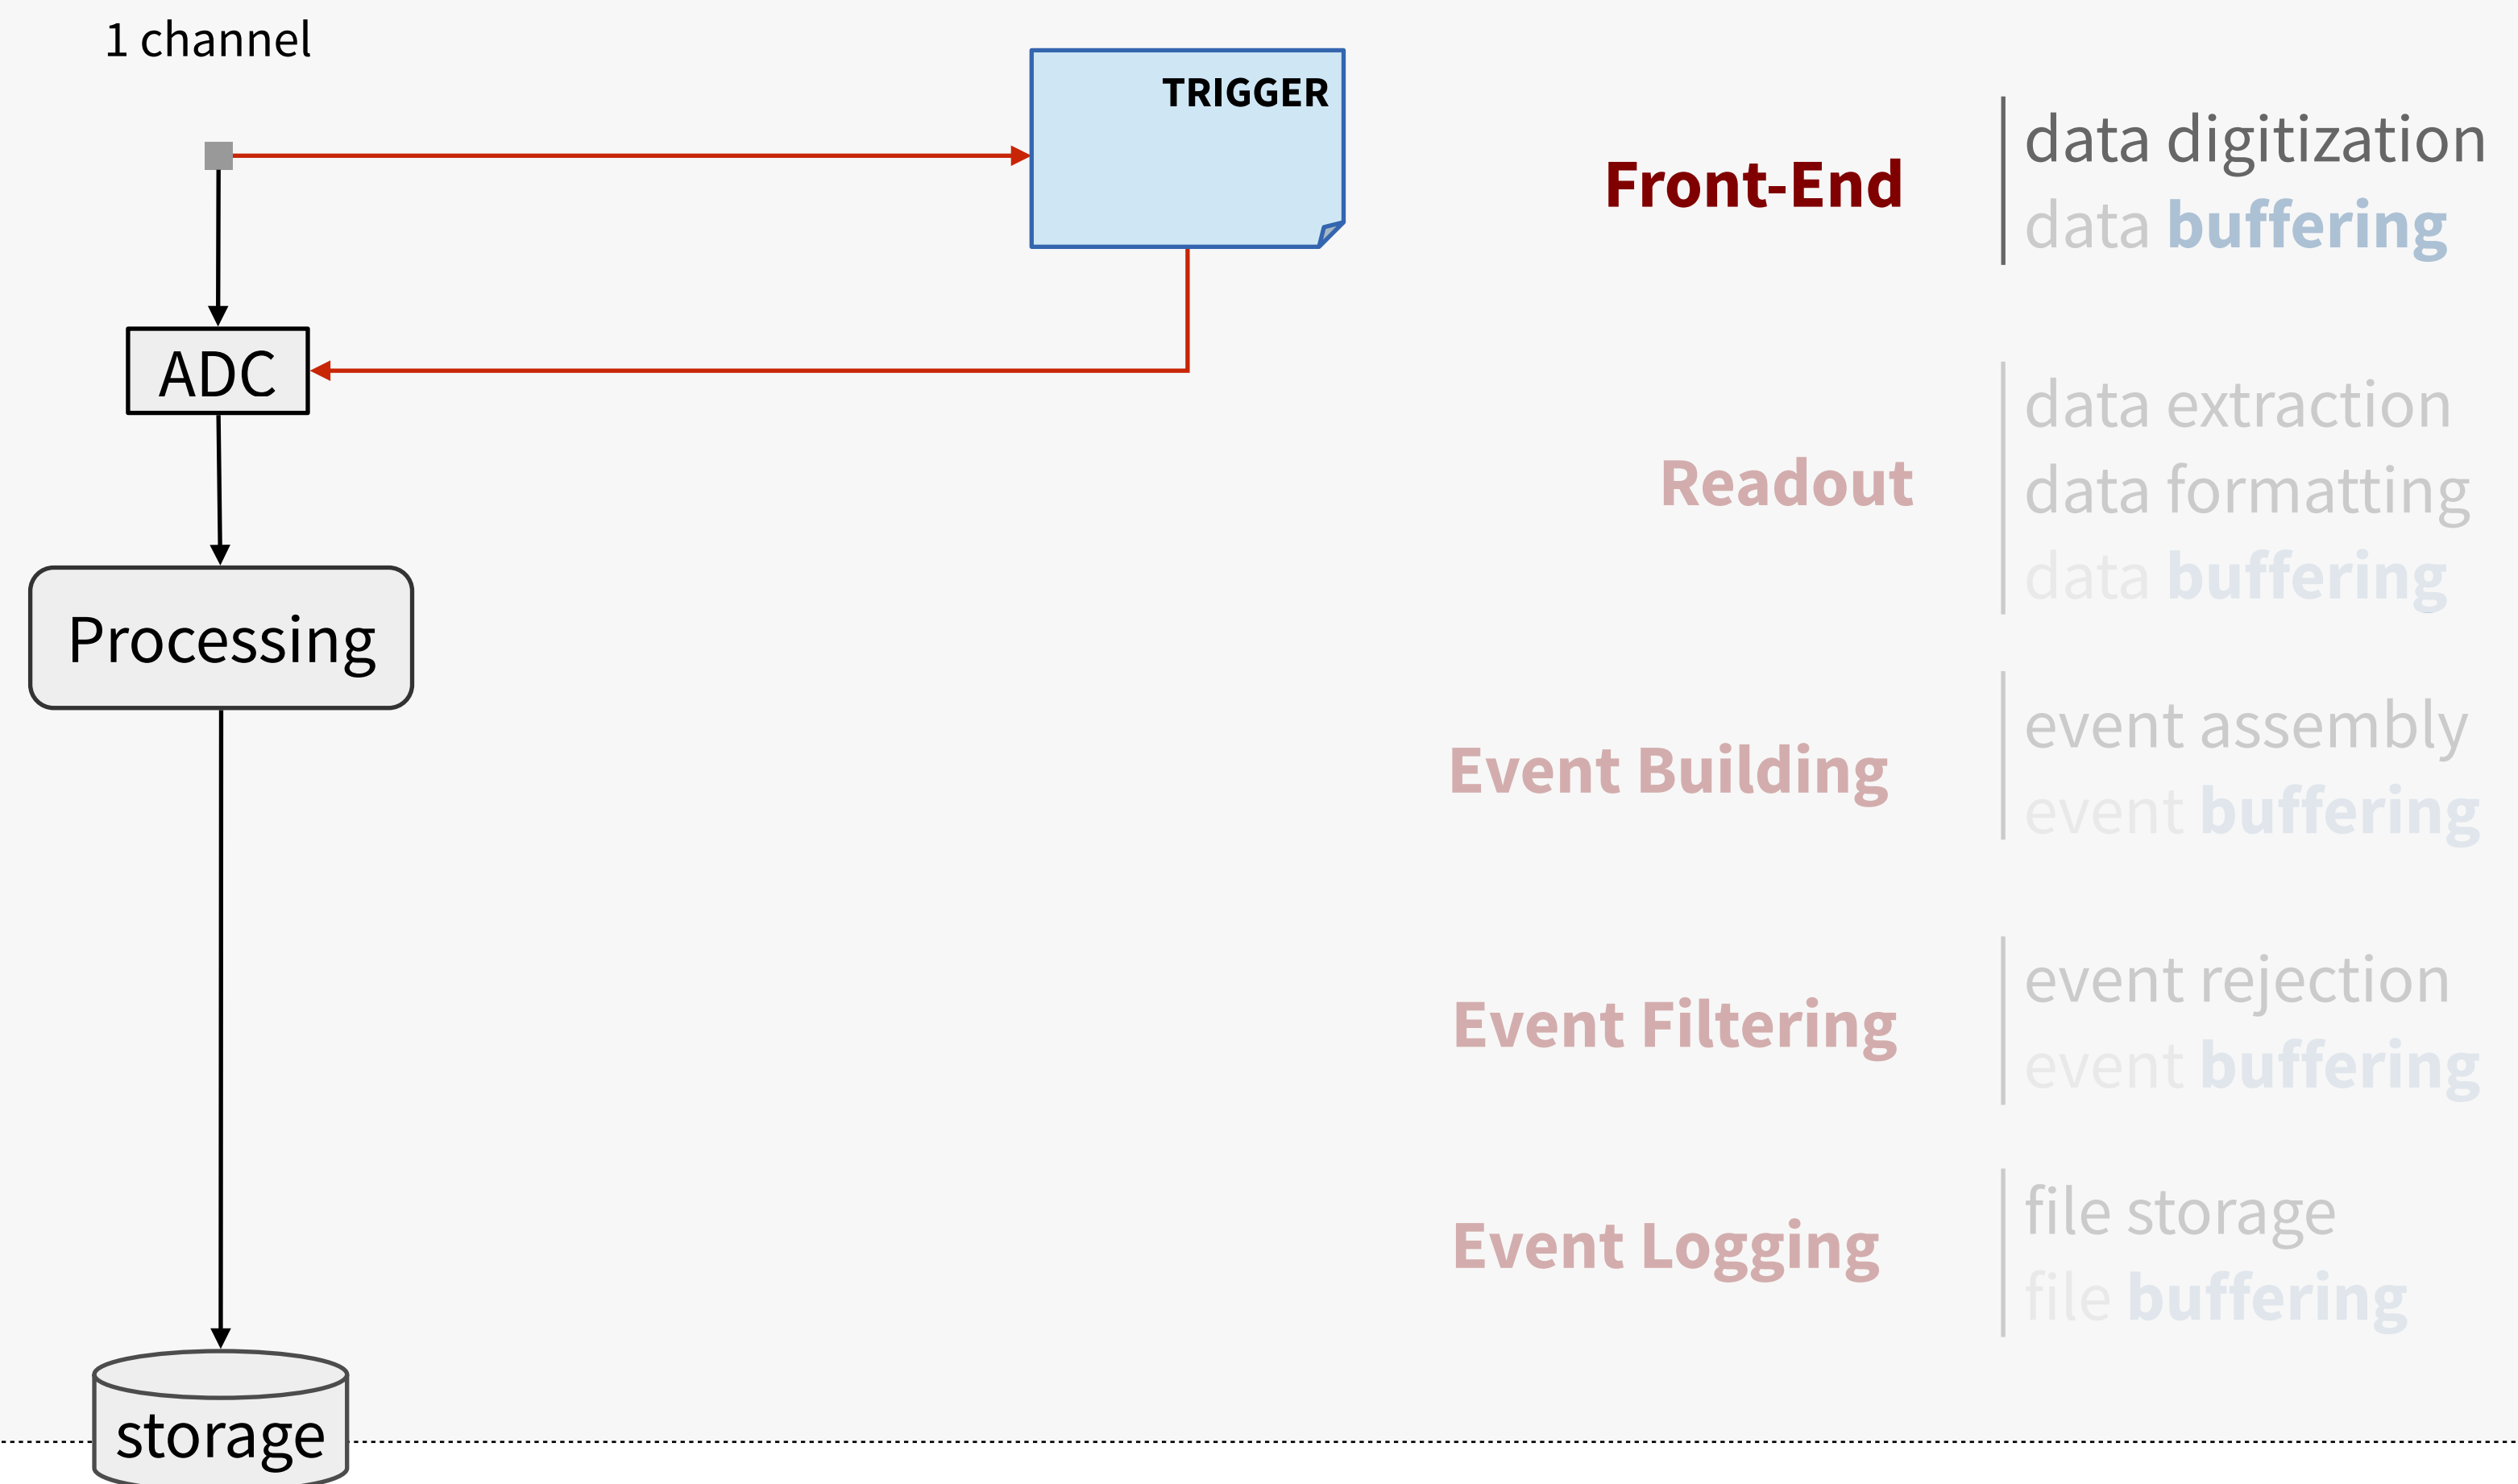 1 channel
TRIGGER
ADC
Processing
storage
Front-End
data digitization
data buffering
Readout
data extraction
data formatting
data buffering
Event Building
event assembly
event buffering
Event Filtering
event rejection
event buffering
Event Logging
file storage
file buffering